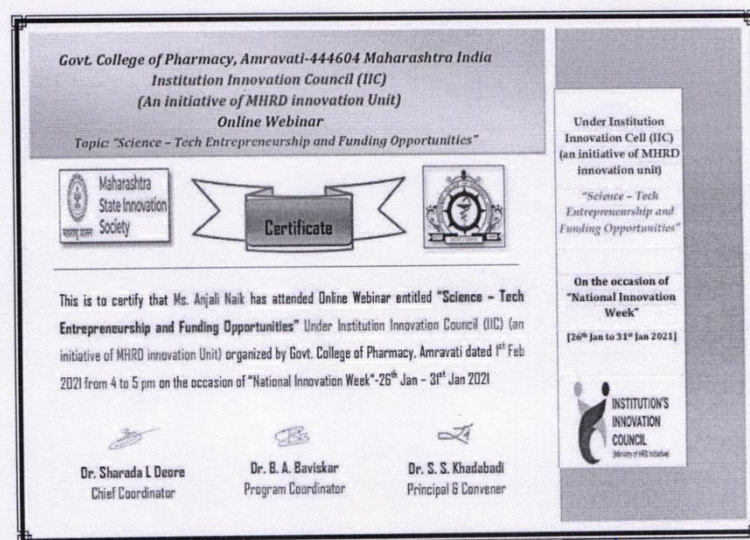 Govt. College of Pharmacy, Amravati-444604 Maharashtra India
Institution Innovation Council (IIC)
(An initiative of MHRD innovation Unit)
Online Webinar
Topic: "Science – Tech Entrepreneurship and Funding Opportunities"
Maharashtra
State Innovation
Society
महाराष्ट्र शासन
Certificate
This is to certify that Ms. Anjali Naik has attended Online Webinar entitled "Science – Tech
Entrepreneurship and Funding Opportunities" Under Institution Innovation Council (IIC) (an
initiative of MHRD innovation Unit) organized by Govt. College of Pharmacy, Amravati dated 1st Feb
2021 from 4 to 5 pm on the occasion of "National Innovation Week"-26th Jan – 31st Jan 2021
Dr. Sharada L Deore
Chief Coordinator
Dr. B. A. Baviskar
Program Coordinator
Dr. S. S. Khadabadi
Principal & Convener
Under Institution
Innovation Cell (IIC)
(an initiative of MHRD
innovation unit)
"Science – Tech
Entrepreneurship and
Funding Opportunities"
On the occasion of
"National Innovation
Week"
[26th Jan to 31st Jan 2021]
INSTITUTION'S
INNOVATION
COUNCIL
(Ministry of HRD Initiative)